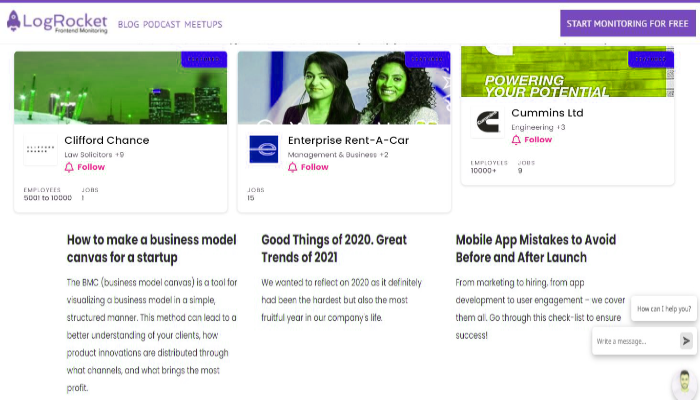 LogRocket
Frontend Monitoring
BLOG PODCAST MEETUPS
START MONITORING FOR FREE
POWERING
YOUR POTENTIAL
Clifford Chance
Law Solicitors +9
Follow
EMPLOYEES JOBS
5001 to 10000 1
Enterprise Rent-A-Car
Management & Business +2
Follow
JOBS
15
Cummins Ltd
Engineering +3
Follow
EMPLOYEES JOBS
10000+ 9
How to make a business model
canvas for a startup
The BMC (business model canvas) is a tool for
visualizing a business model in a simple,
structured manner. This method can lead to a
better understanding of your clients, how
product innovations are distributed through
what channels, and what brings the most
profit.
Good Things of 2020. Great
Trends of 2021
We wanted to reflect on 2020 as it definitely
had been the hardest but also the most
fruitful year in our company's life.
Mobile App Mistakes to Avoid
Before and After Launch
From marketing to hiring, from app
development to user engagement – we cover
them all. Go through this check-list to ensure
success!
How can I help you?
Write a message...